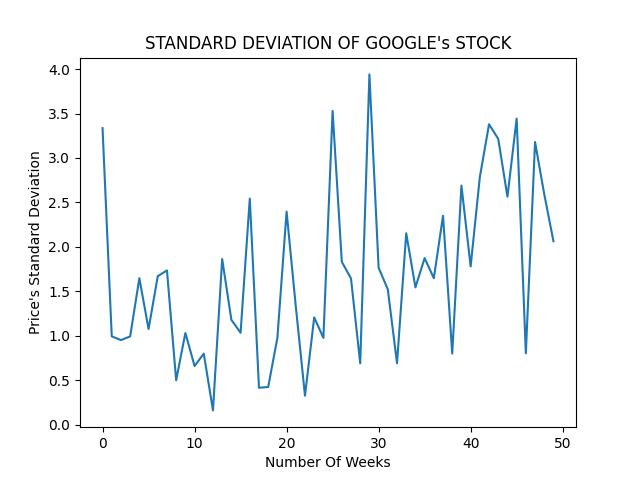 STANDARD DEVIATION OF GOOGLE's STOCK
4.0
3.5
3.0
2.5
2.0
1.5
1.0
0.5
0.0
Price's Standard Deviation
0 10 20 30 40 50
Number Of Weeks